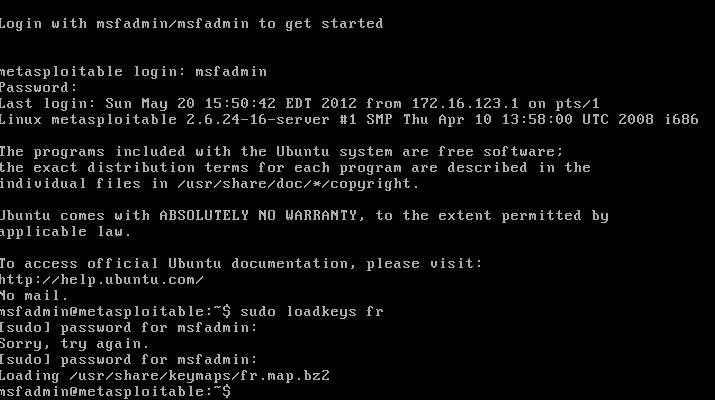 Login with msfadmin/msfadmin to get started
metasploitable login: msfadmin
Password:
Last login: Sun May 20 15:50:42 EDT 2012 from 172.16.123.1 on pts/1
Linux metasploitable 2.6.24-16-server #1 SMP Thu Apr 10 13:58:00 UTC 2008 i686
The programs included with the Ubuntu system are free software;
the exact distribution terms for each program are described in the
individual files in /usr/share/doc/*/copyright.
Ubuntu comes with ABSOLUTELY NO WARRANTY, to the extent permitted by
applicable law.
To access official Ubuntu documentation, please visit:
http://help.ubuntu.com/
No mail.
msfadmin@metasploitable:~$ sudo loadkeys fr
[sudo] password for msfadmin:
Sorry, try again.
[sudo] password for msfadmin:
Loading /usr/share/keymaps/fr.map.bz2
msfadmin@metasploitable:~$